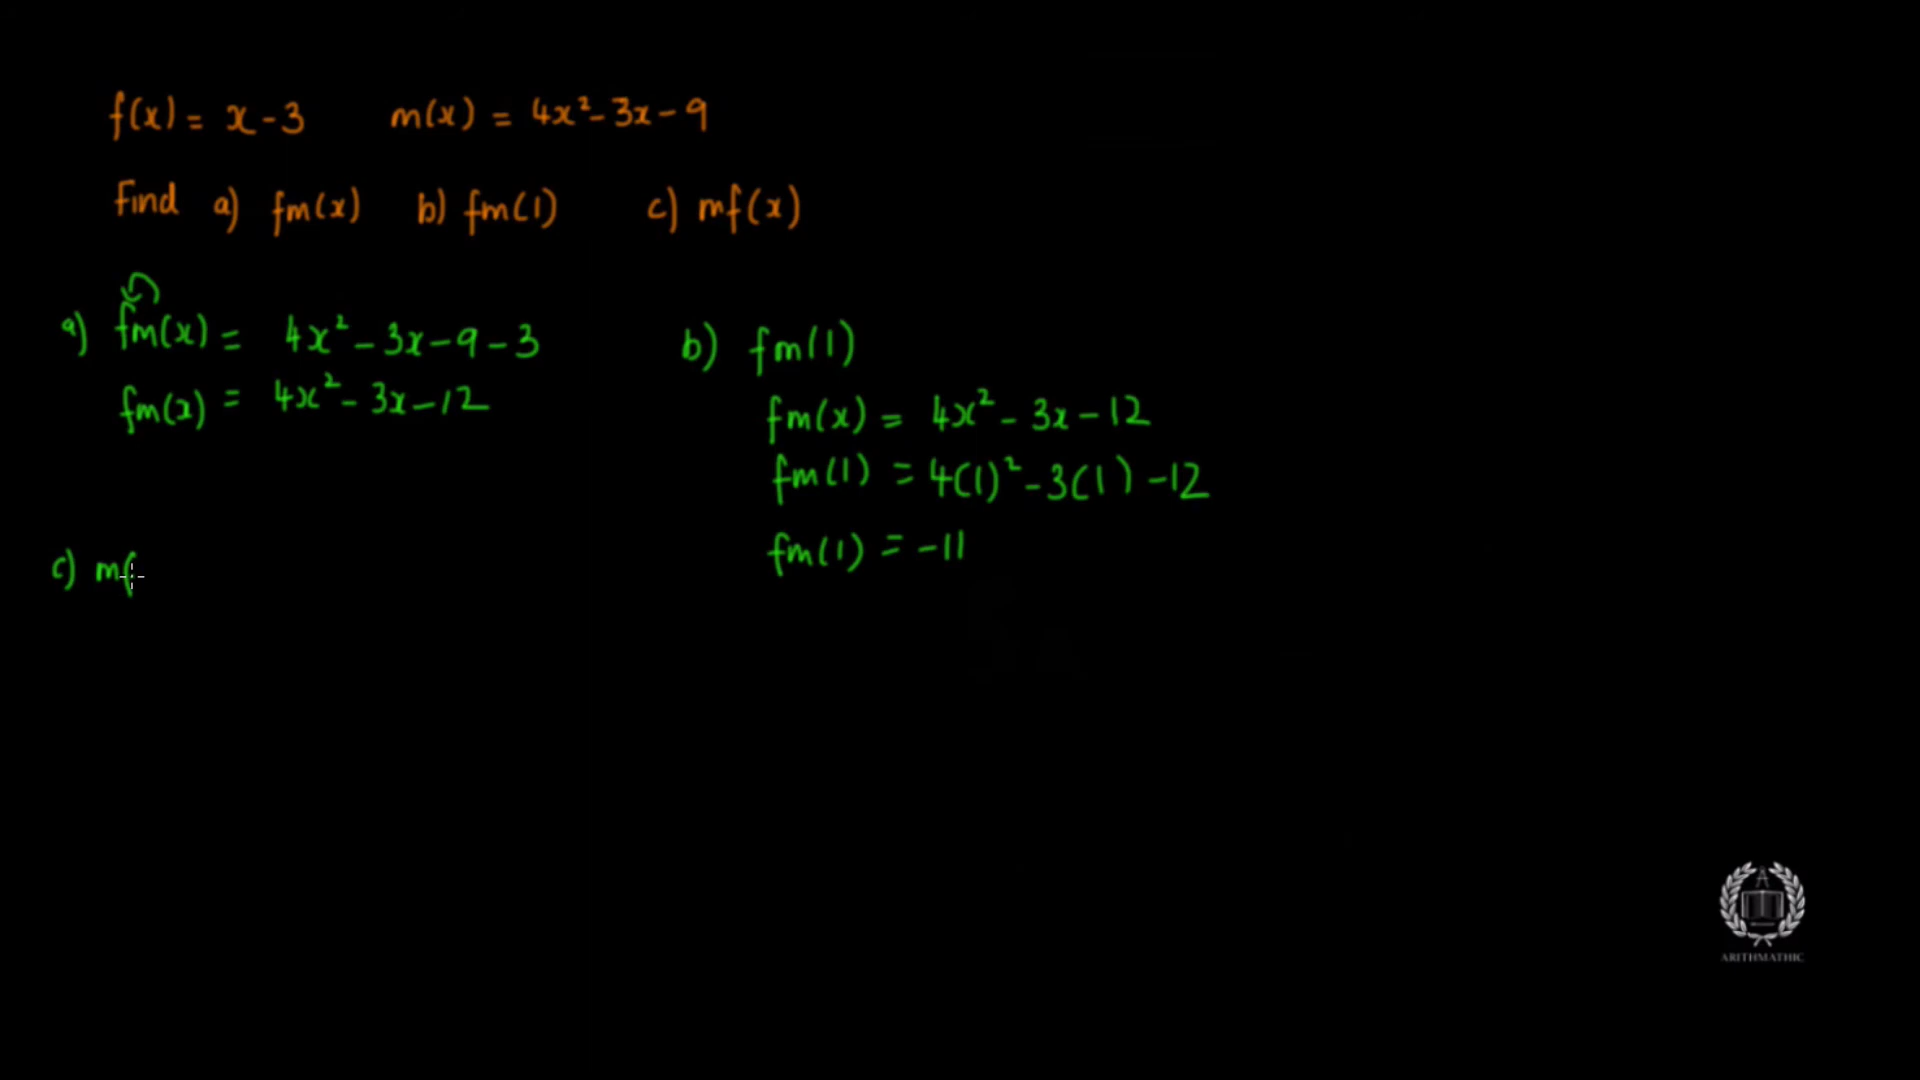 f(x) = x - 3 m(x) = 4x² - 3x - 9
Find a) fm(x) b) fm(1) c) mf(x)
a) fm(x) = 4x² - 3x - 9 - 3
fm(x) = 4x² - 3x - 12
b) fm(1)
fm(x) = 4x² - 3x - 12
fm(1) = 4(1)² - 3(1) - 12
fm(1) = -11
c) mf
ARITHMATHIC